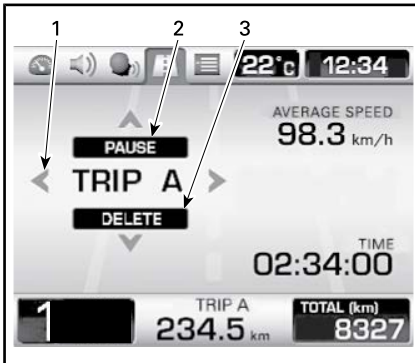 1 2 3
22°c 12:34
AVERAGE SPEED
98.3 km/h
PAUSE
TRIP A
DELETE
TIME
02:34:00
1
TRIP A
234.5 km
TOTAL (km)
8327